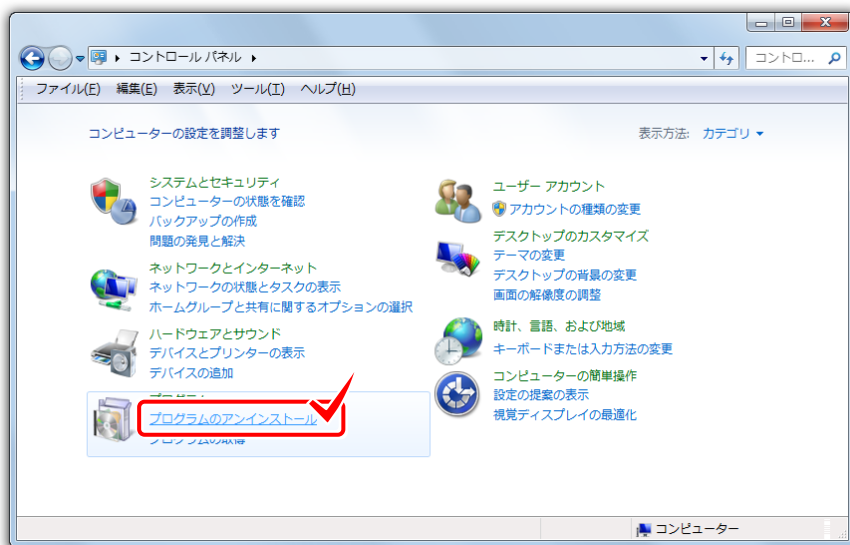 コントロール パネル
コントロ...
ファイル(F) 編集(E) 表示(V) ツール(T) ヘルプ(H)
コンピューターの設定を調整します
表示方法: カテゴリ
システムとセキュリティ
コンピューターの状態を確認
バックアップの作成
問題の発見と解決
ネットワークとインターネット
ネットワークの状態とタスクの表示
ホームグループと共有に関するオプションの選択
ハードウェアとサウンド
デバイスとプリンターの表示
デバイスの追加
プログラム
プログラムのアンインストール
プログラムの取得
ユーザー アカウント
アカウントの種類の変更
デスクトップのカスタマイズ
テーマの変更
デスクトップの背景の変更
画面の解像度の調整
時計、言語、および地域
キーボードまたは入力方法の変更
コンピューターの簡単操作
設定の提案の表示
視覚ディスプレイの最適化
コンピューター